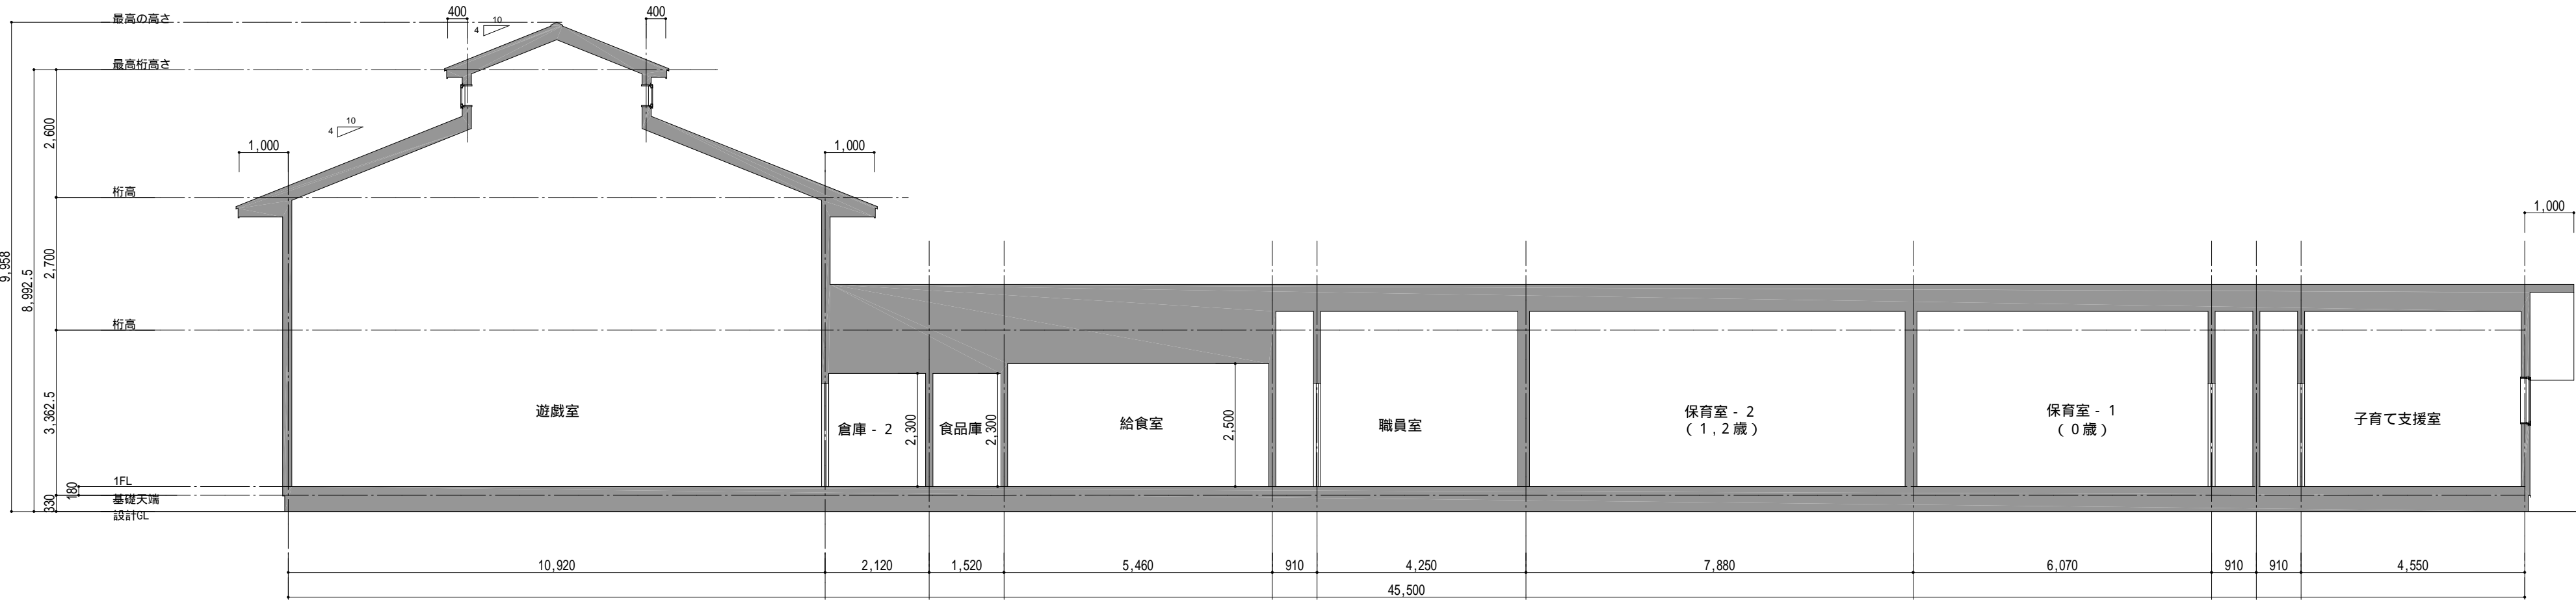 最高の高さ
400
10
4
400
最高桁高さ
10
4
2,600
1,000
1,000
桁高
1,000
9,958
8,992.5
2,700
桁高
3,362.5
遊戯室
倉庫 - 2
2,300
食品庫
2,300
給食室
2,500
職員室
保育室 - 2
(1,2歳)
保育室 - 1
(0歳)
子育て支援室
1FL
180
基礎天端
330
設計GL
10,920
2,120
1,520
5,460
910
4,250
7,880
6,070
910
910
4,550
45,500